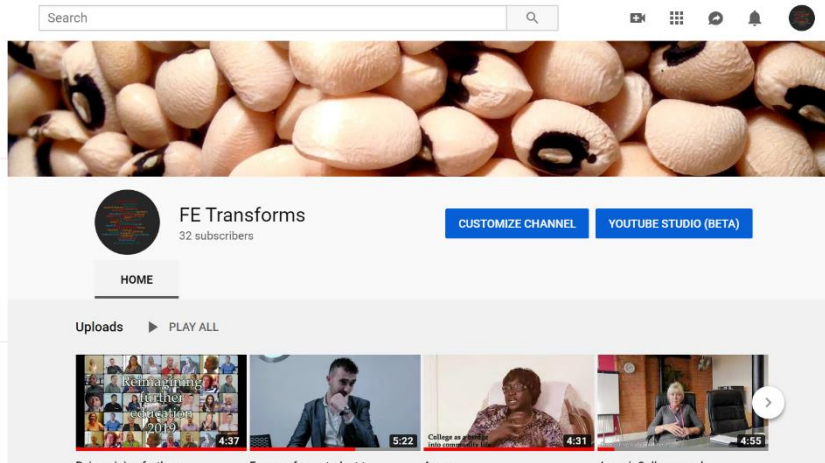 Search
FE Transforms
32 subscribers
CUSTOMIZE CHANNEL
YOUTUBE STUDIO (BETA)
HOME
Uploads
PLAY ALL
Reimagining
further
education
2019
4:37
5:22
College as a bridge
into community life
4:31
4:55